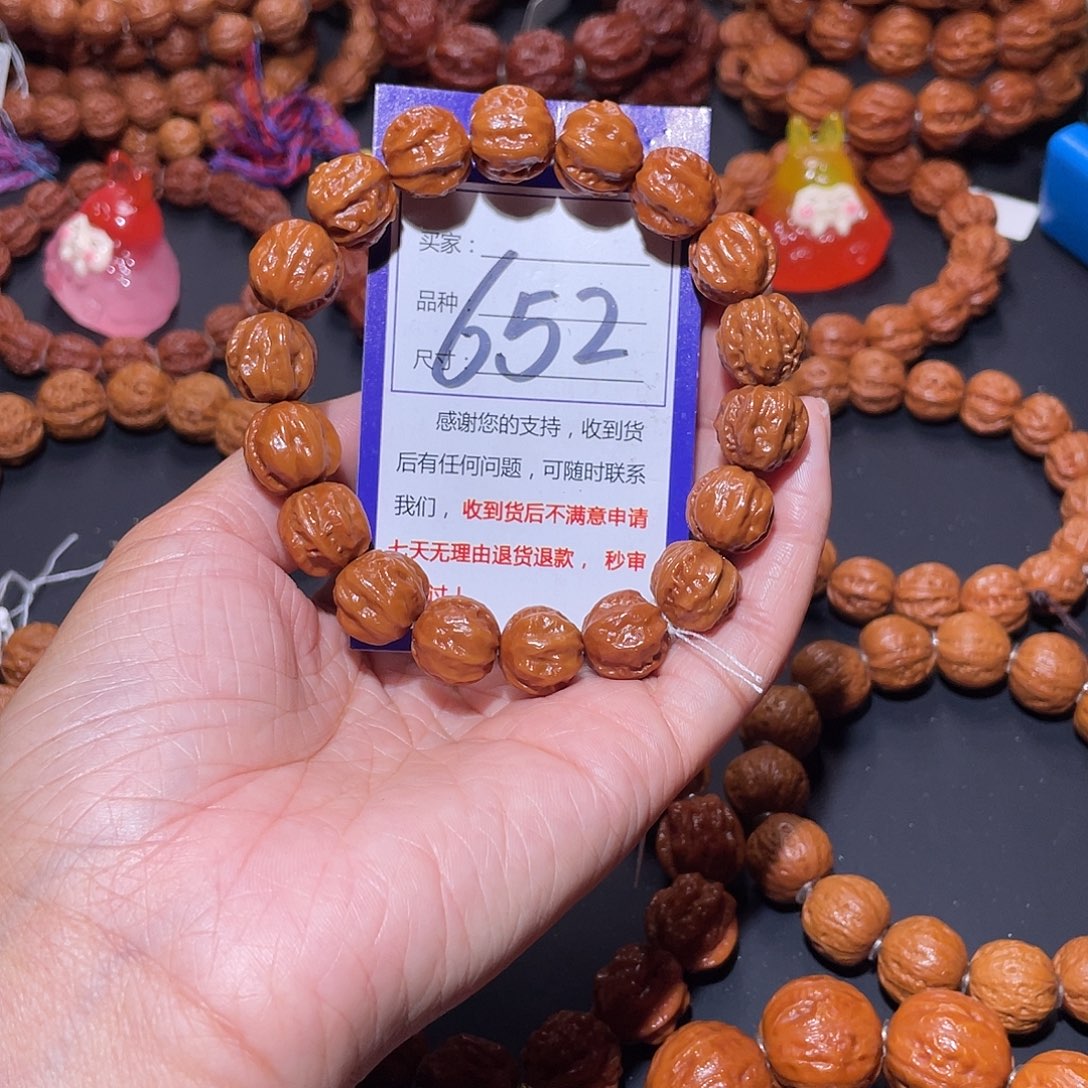 买家：
品种：
652
尺寸：
感谢您的支持，收到货
后有任何问题，可随时联系
我们，收到货后不满意申请
七天无理由退货退款，秒审
过！